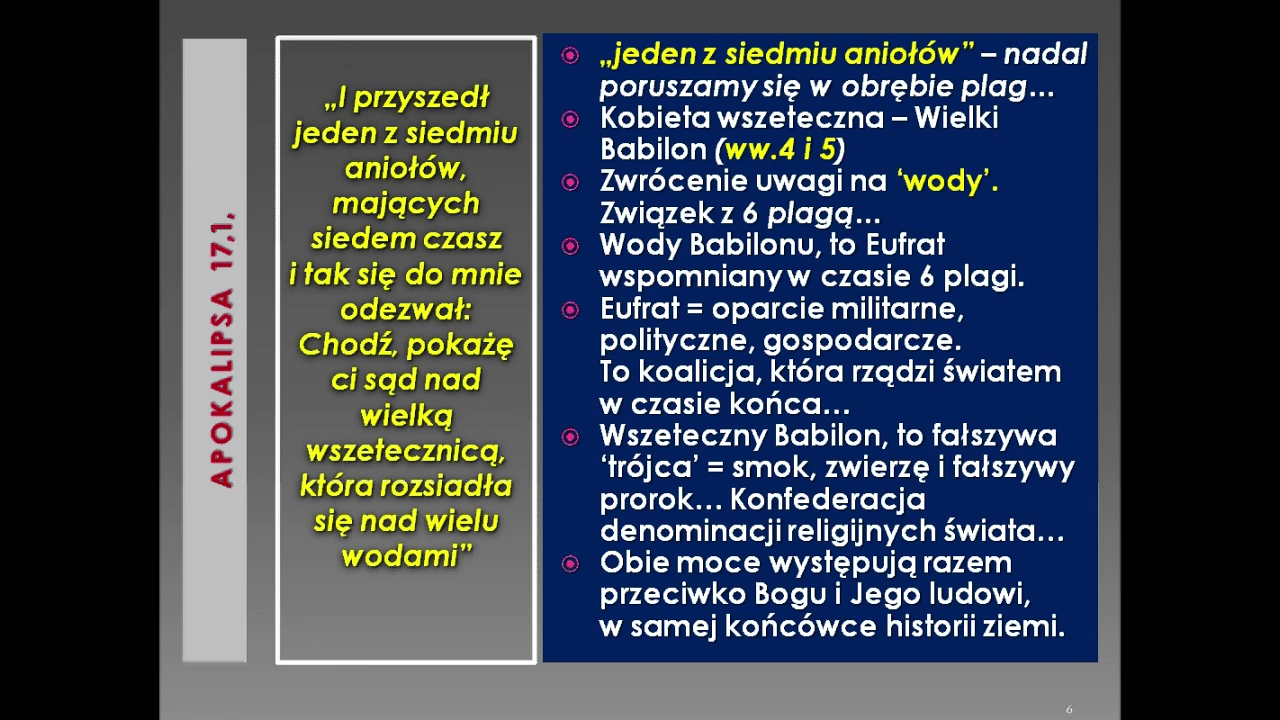 APOKALIPSA 17,1,
„I przyszedł
jeden z siedmiu
aniołów,
mających
siedem czasz
i tak się do mnie
odezwał:
Chodź, pokażę
ci sąd nad
wielką
wszetecznicą,
która rozsiadła
się nad wielu
wodami”
„jeden z siedmiu aniołów” – nadal
poruszamy się w obrębie plag…
Kobieta wszeteczna – Wielki
Babilon (ww.4 i 5)
Zwrócenie uwagi na ‘wody’.
Związek z 6 plagą…
Wody Babilonu, to Eufrat
wspomniany w czasie 6 plagi.
Eufrat = oparcie militarne,
polityczne, gospodarcze.
To koalicja, która rządzi światem
w czasie końca…
Wszeteczny Babilon, to fałszywa
‘trójca’ = smok, zwierzę i fałszywy
prorok… Konfederacja
denominacji religijnych świata…
Obie moce występują razem
przeciwko Bogu i Jego ludowi,
w samej końcówce historii ziemi.
6